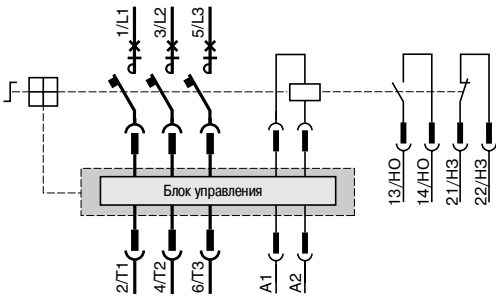 1/L1
3/L2
5/L3
Блок управления
13/НО
14/НО
21/НЗ
22/НЗ
2/T1
4/T2
6/T3
A1
A2